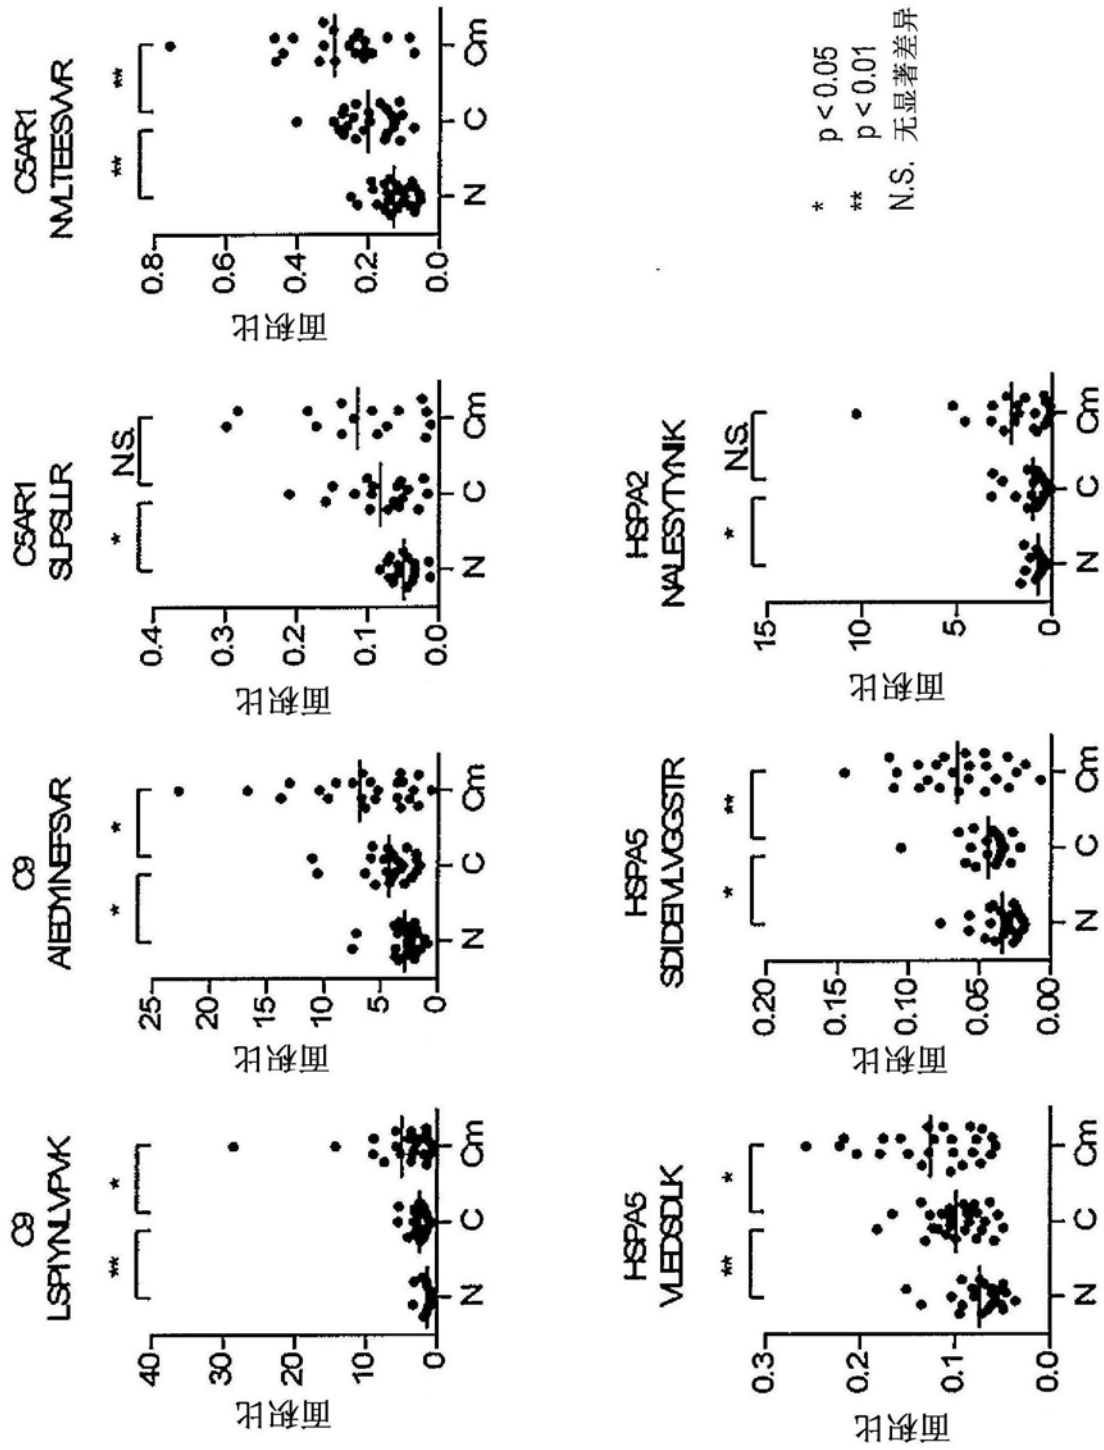 C9
LSPIYNLVPVK
**
*
面积比
40
30
20
10
0
N C Cm
C9
AIEDYINEFSVR
*
*
面积比
25
20
15
10
5
0
N C Cm
C5AR1
SLPSLLR
*
N.S.
面积比
0.4
0.3
0.2
0.1
0.0
N C Cm
C5AR1
NMLTEESVVR
**
**
面积比
0.8
0.6
0.4
0.2
0.0
N C Cm
HSPA5
VLEDSDLK
**
*
面积比
0.3
0.2
0.1
0.0
N C Cm
HSPA5
SDIDEIVLVGGSTR
*
**
面积比
0.20
0.15
0.10
0.05
0.00
N C Cm
HSPA2
NALESYTYNIK
*
N.S.
面积比
15
10
5
0
N C Cm
* p < 0.05
** p < 0.01
N.S. 无显著差异